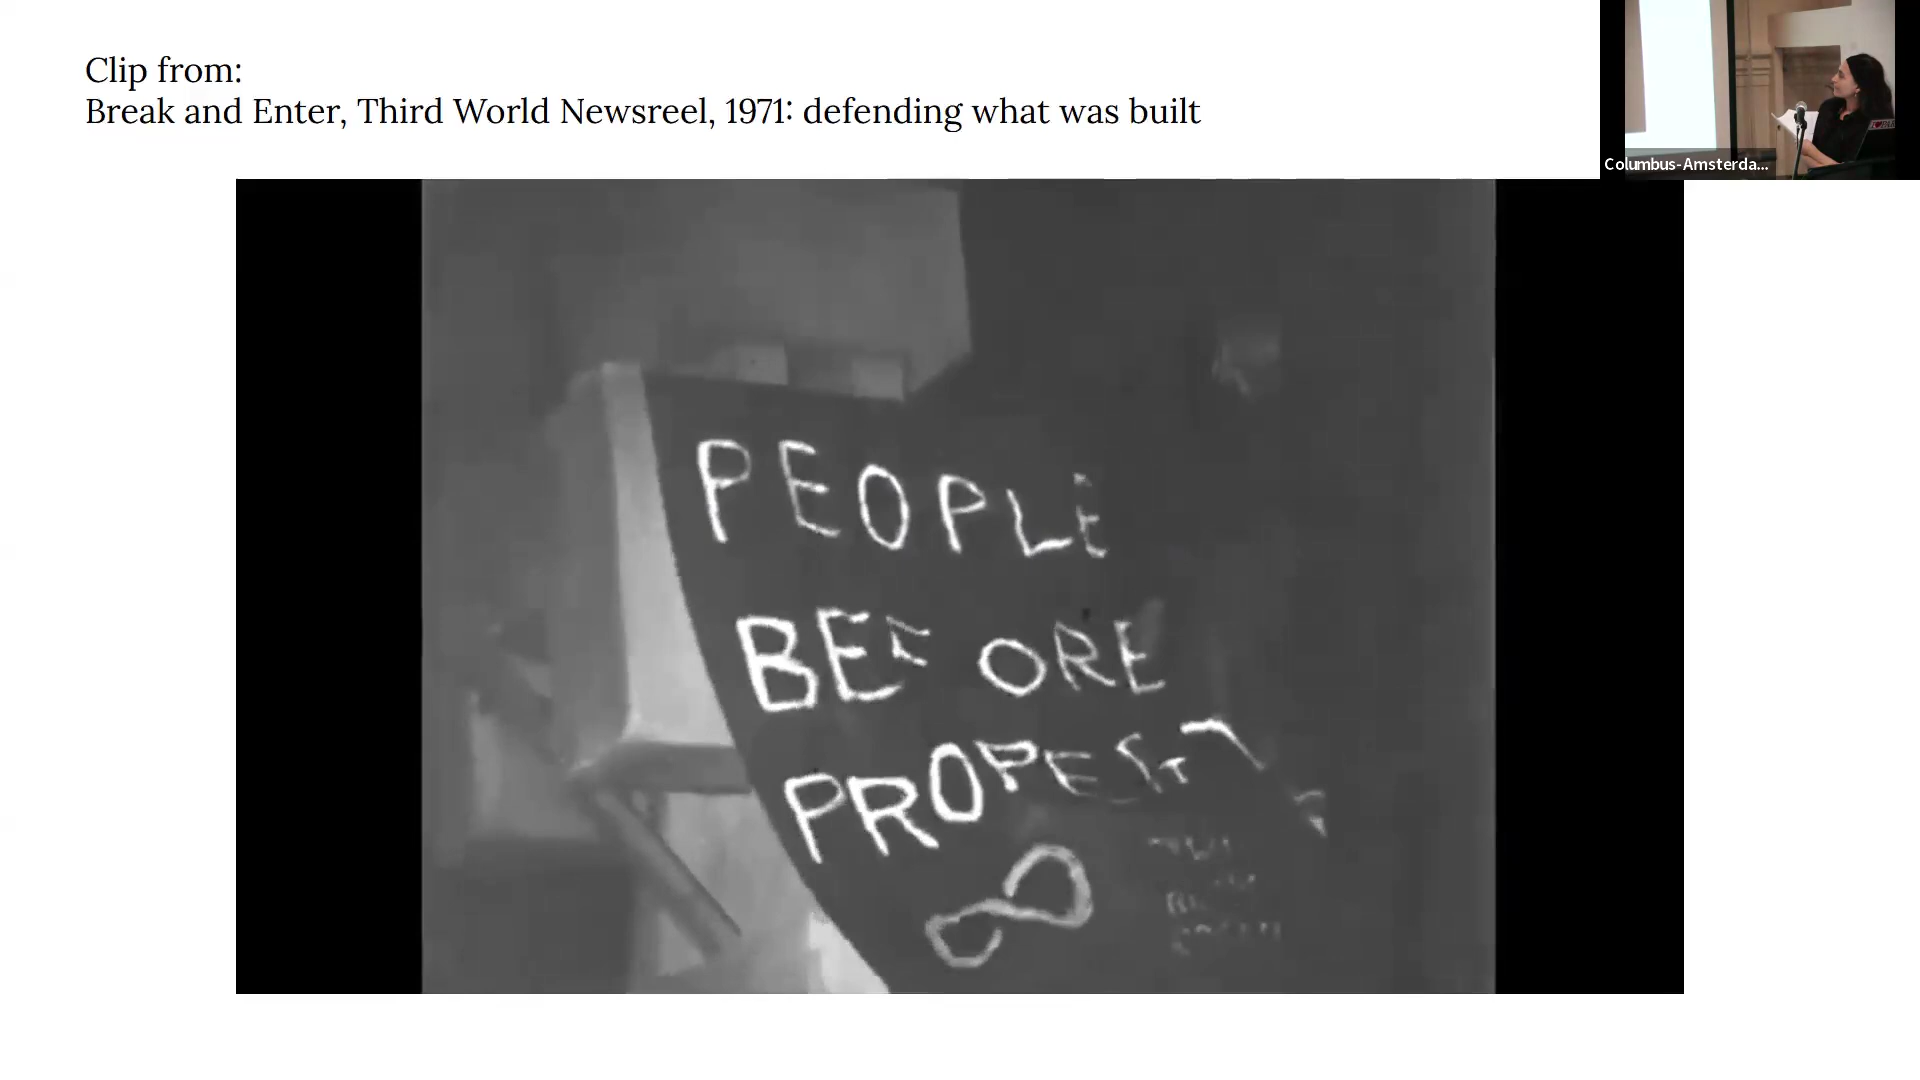 Clip from:
Break and Enter, Third World Newsreel, 1971: defending what was built
Columbus-Amsterda...
PEOPLE
BEFORE
PROPERTY